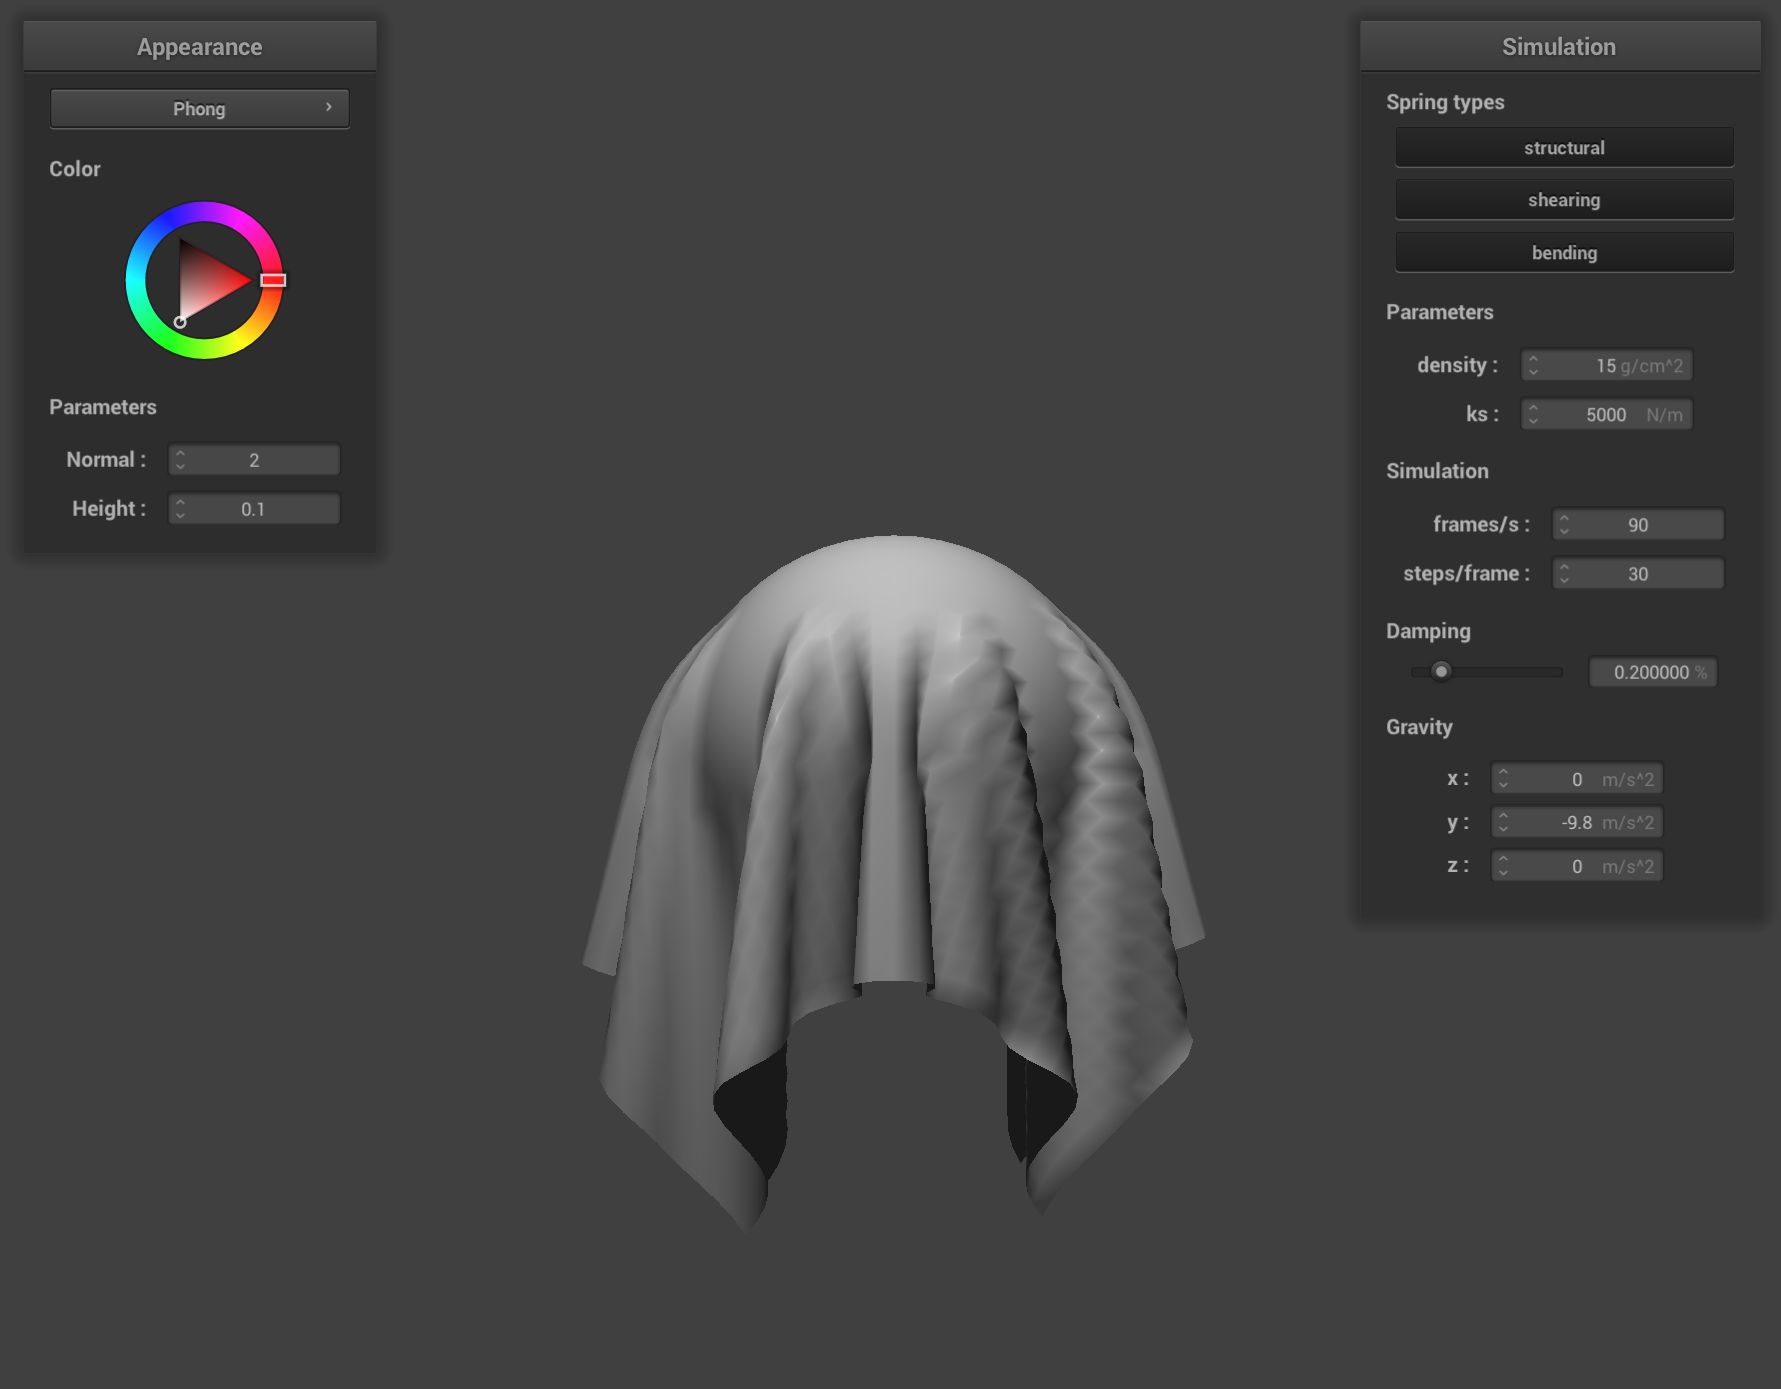 Appearance
Phong
Color
Parameters
Normal : 2
Height : 0.1
Simulation
Spring types
structural
shearing
bending
Parameters
density : 15 g/cm^2
ks : 5000 N/m
Simulation
frames/s : 90
steps/frame : 30
Damping
0.200000 %
Gravity
x : 0 m/s^2
y : -9.8 m/s^2
z : 0 m/s^2